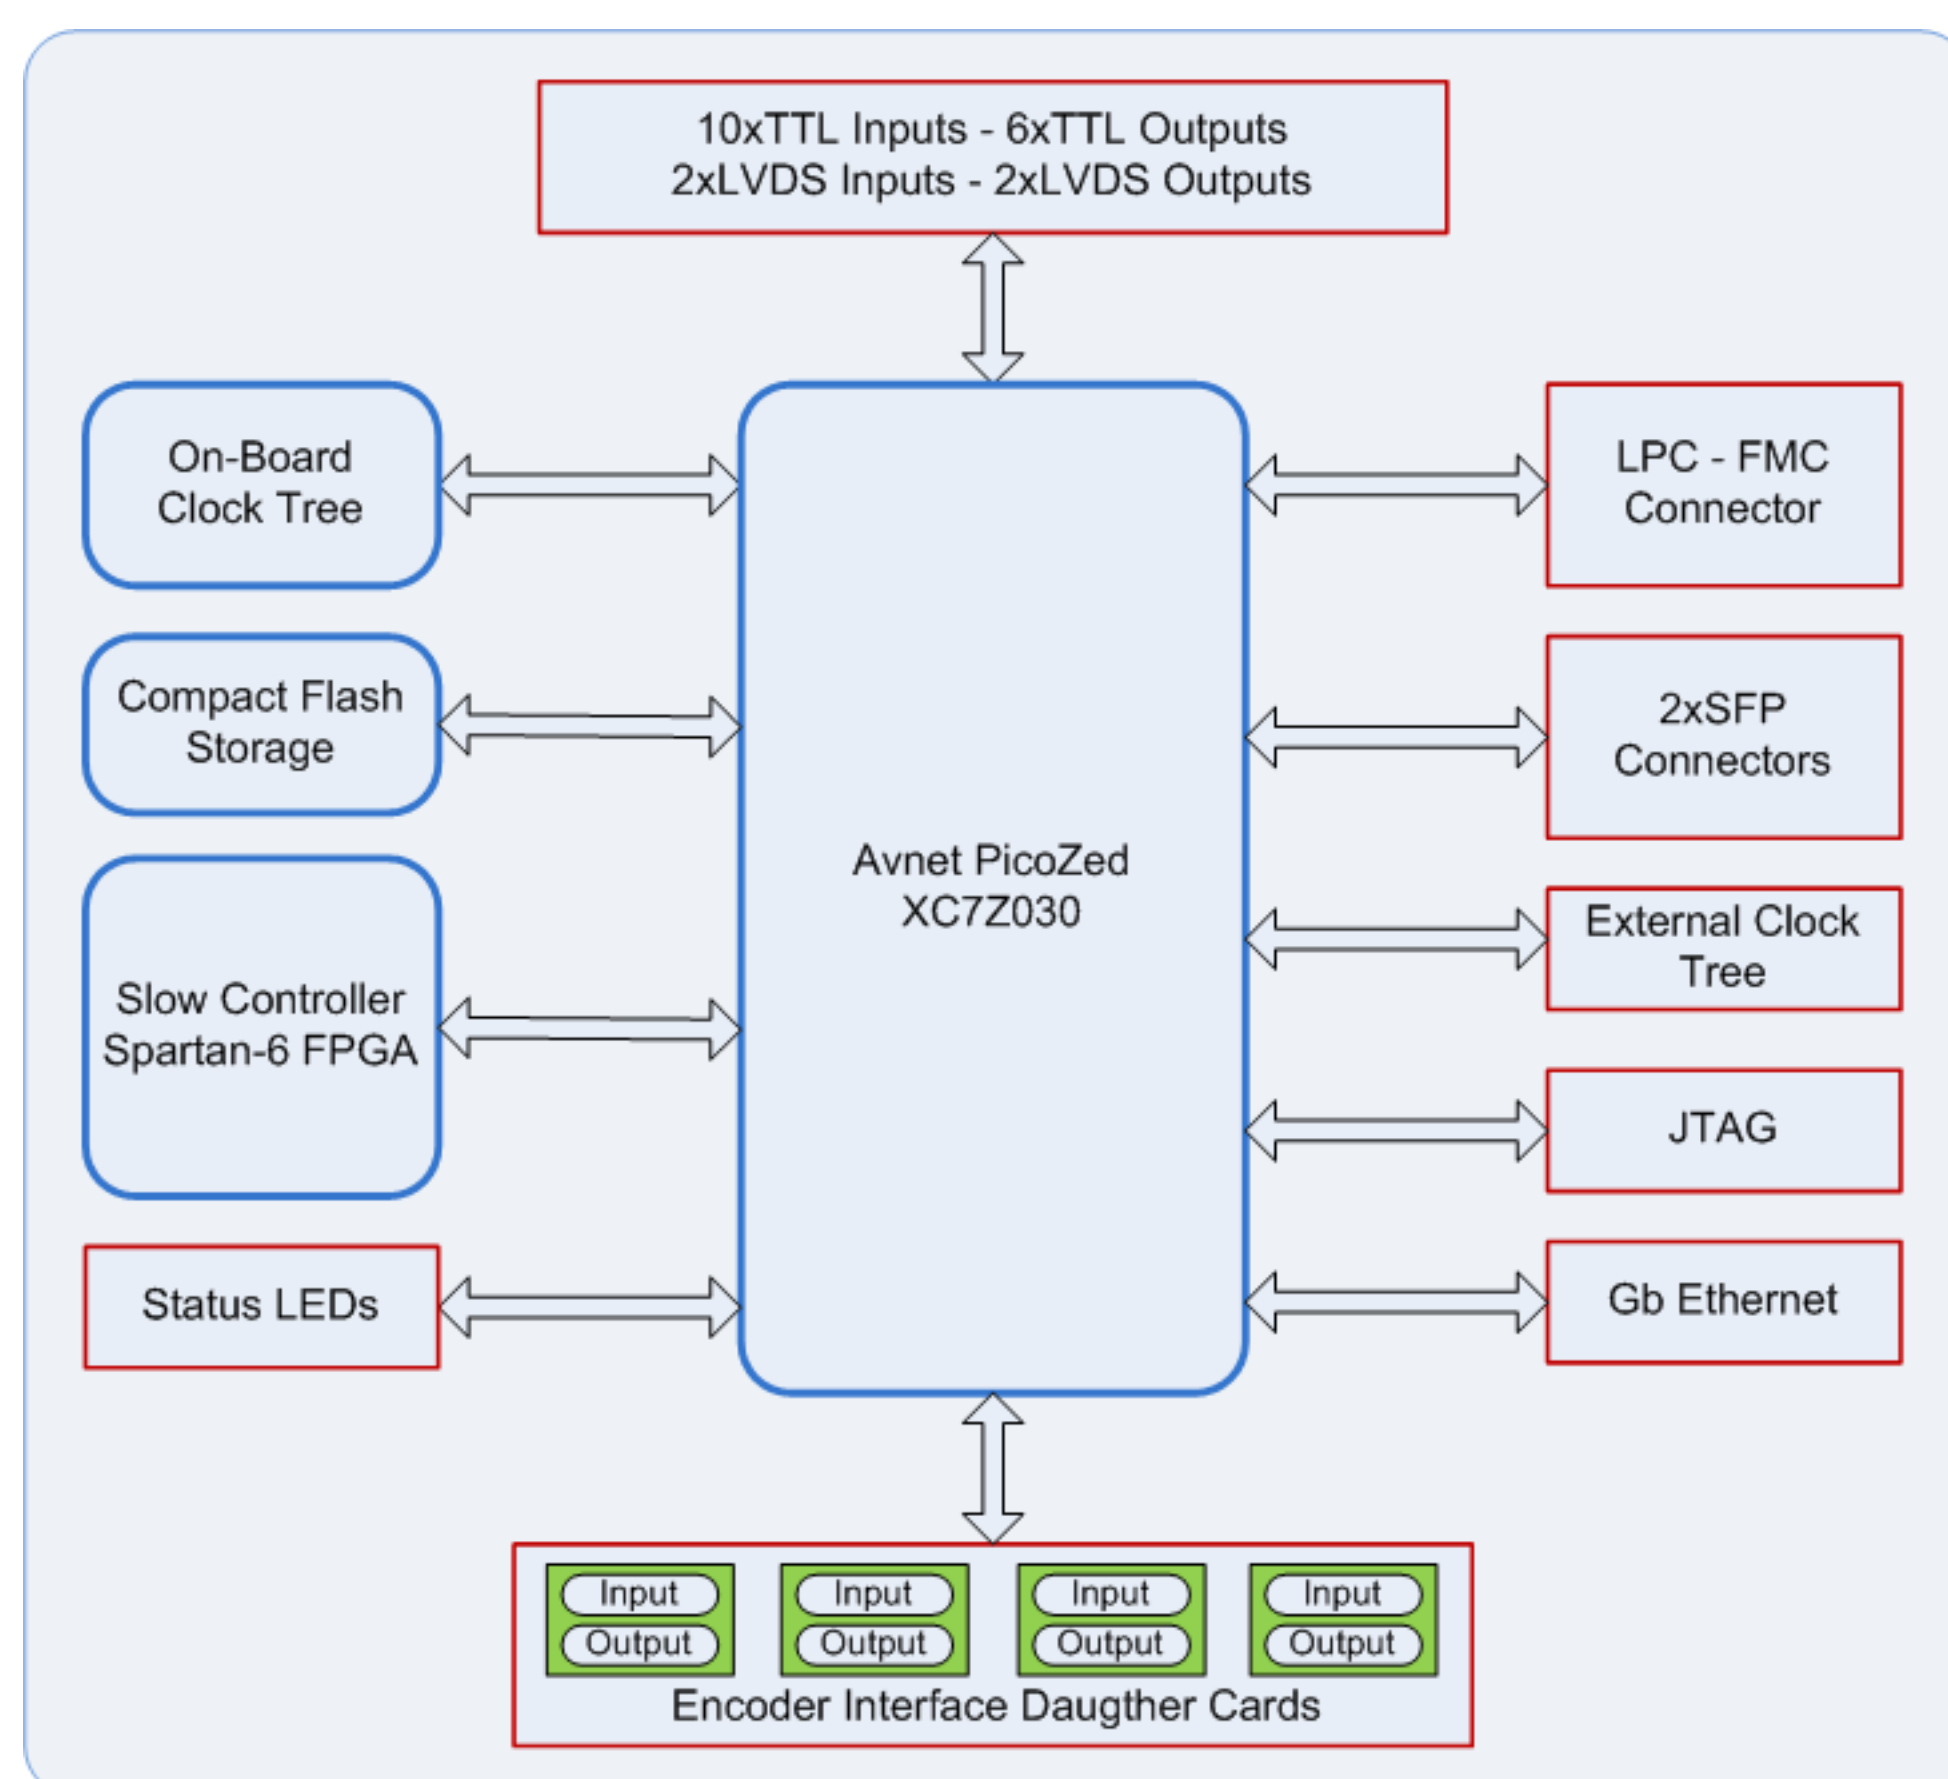 10xTTL Inputs - 6xTTL Outputs
2xLVDS Inputs - 2xLVDS Outputs
On-Board
Clock Tree
Compact Flash
Storage
Slow Controller
Spartan-6 FPGA
Status LEDs
Avnet PicoZed
XC7Z030
LPC - FMC
Connector
2xSFP
Connectors
External Clock
Tree
JTAG
Gb Ethernet
Input
Output
Input
Output
Input
Output
Input
Output
Encoder Interface Daugther Cards